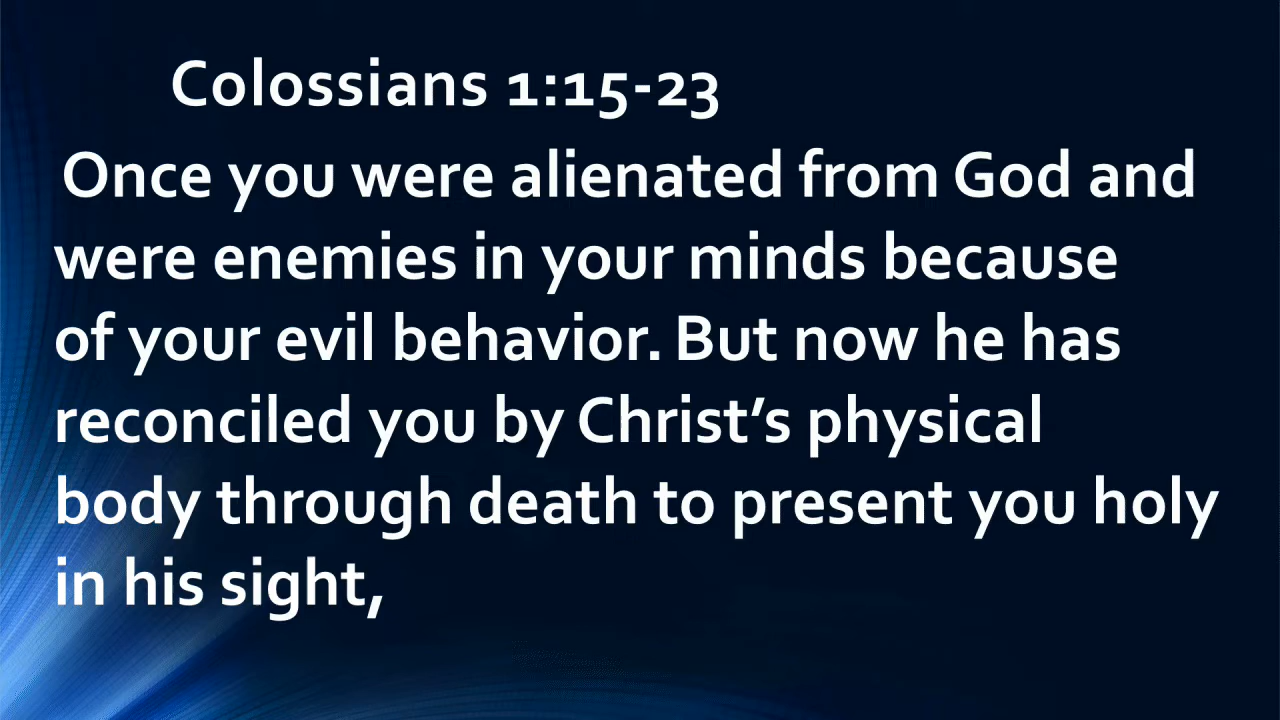 Colossians 1:15-23
Once you were alienated from God and
were enemies in your minds because
of your evil behavior. But now he has
reconciled you by Christ’s physical
body through death to present you holy
in his sight,